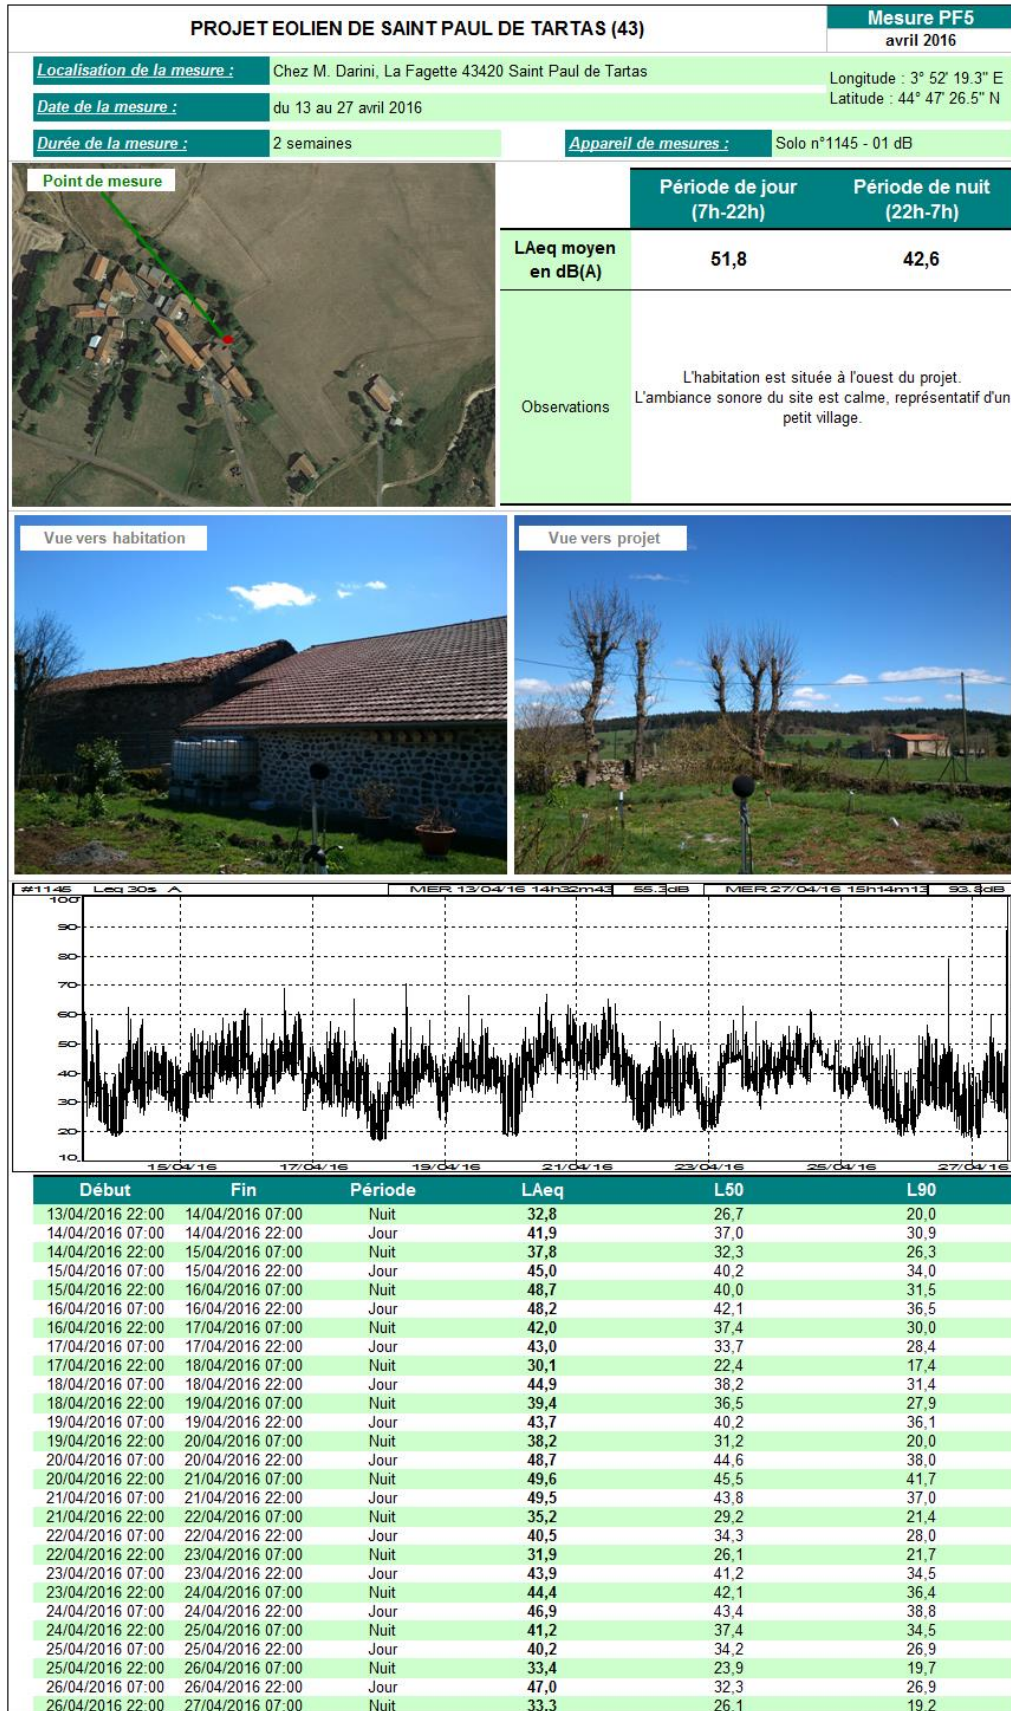 PROJET EOLIEN DE SAINT PAUL DE TARTAS (43)
Mesure PF5
avril 2016
Localisation de la mesure :
Chez M. Darini, La Fagette 43420 Saint Paul de Tartas
Longitude : 3° 52' 19.3" E
Latitude : 44° 47' 26.5" N
Date de la mesure :
du 13 au 27 avril 2016
Durée de la mesure :
2 semaines
Appareil de mesures :
Solo n°1145 - 01 dB
Point de mesure
Période de jour
(7h-22h)
Période de nuit
(22h-7h)
LAeq moyen
en dB(A)
51,8
42,6
Observations
L'habitation est située à l'ouest du projet.
L'ambiance sonore du site est calme, représentatif d'un
petit village.
Vue vers habitation
Vue vers projet
#1145 Leq 30s A MER 13/04/16 14h32m43 55.3dB MER 27/04/16 15h14m13 93.8dB
100
90
80
70
60
50
40
30
20
10
15/04/16 17/04/16 19/04/16 21/04/16 23/04/16 25/04/16 27/04/16
Début Fin Période LAeq L50 L90
13/04/2016 22:00 14/04/2016 07:00 Nuit 32,8 26,7 20,0
14/04/2016 07:00 14/04/2016 22:00 Jour 41,9 37,0 30,9
14/04/2016 22:00 15/04/2016 07:00 Nuit 37,8 32,3 26,3
15/04/2016 07:00 15/04/2016 22:00 Jour 45,0 40,2 34,0
15/04/2016 22:00 16/04/2016 07:00 Nuit 48,7 40,0 31,5
16/04/2016 07:00 16/04/2016 22:00 Jour 48,2 42,1 36,5
16/04/2016 22:00 17/04/2016 07:00 Nuit 42,0 37,4 30,0
17/04/2016 07:00 17/04/2016 22:00 Jour 43,0 33,7 28,4
17/04/2016 22:00 18/04/2016 07:00 Nuit 30,1 22,4 17,4
18/04/2016 07:00 18/04/2016 22:00 Jour 44,9 38,2 31,4
18/04/2016 22:00 19/04/2016 07:00 Nuit 39,4 36,5 27,9
19/04/2016 07:00 19/04/2016 22:00 Jour 43,7 40,2 36,1
19/04/2016 22:00 20/04/2016 07:00 Nuit 38,2 31,2 20,0
20/04/2016 07:00 20/04/2016 22:00 Jour 48,7 44,6 38,0
20/04/2016 22:00 21/04/2016 07:00 Nuit 49,6 45,5 41,7
21/04/2016 07:00 21/04/2016 22:00 Jour 49,5 43,8 37,0
21/04/2016 22:00 22/04/2016 07:00 Nuit 35,2 29,2 21,4
22/04/2016 07:00 22/04/2016 22:00 Jour 40,5 34,3 28,0
22/04/2016 22:00 23/04/2016 07:00 Nuit 31,9 26,1 21,7
23/04/2016 07:00 23/04/2016 22:00 Jour 43,9 41,2 34,5
23/04/2016 22:00 24/04/2016 07:00 Nuit 44,4 42,1 36,4
24/04/2016 07:00 24/04/2016 22:00 Jour 46,9 43,4 38,8
24/04/2016 22:00 25/04/2016 07:00 Nuit 41,2 37,4 34,5
25/04/2016 07:00 25/04/2016 22:00 Jour 40,2 34,2 26,9
25/04/2016 22:00 26/04/2016 07:00 Nuit 33,4 23,9 19,7
26/04/2016 07:00 26/04/2016 22:00 Jour 47,0 32,3 26,9
26/04/2016 22:00 27/04/2016 07:00 Nuit 33,3 26,1 19,2